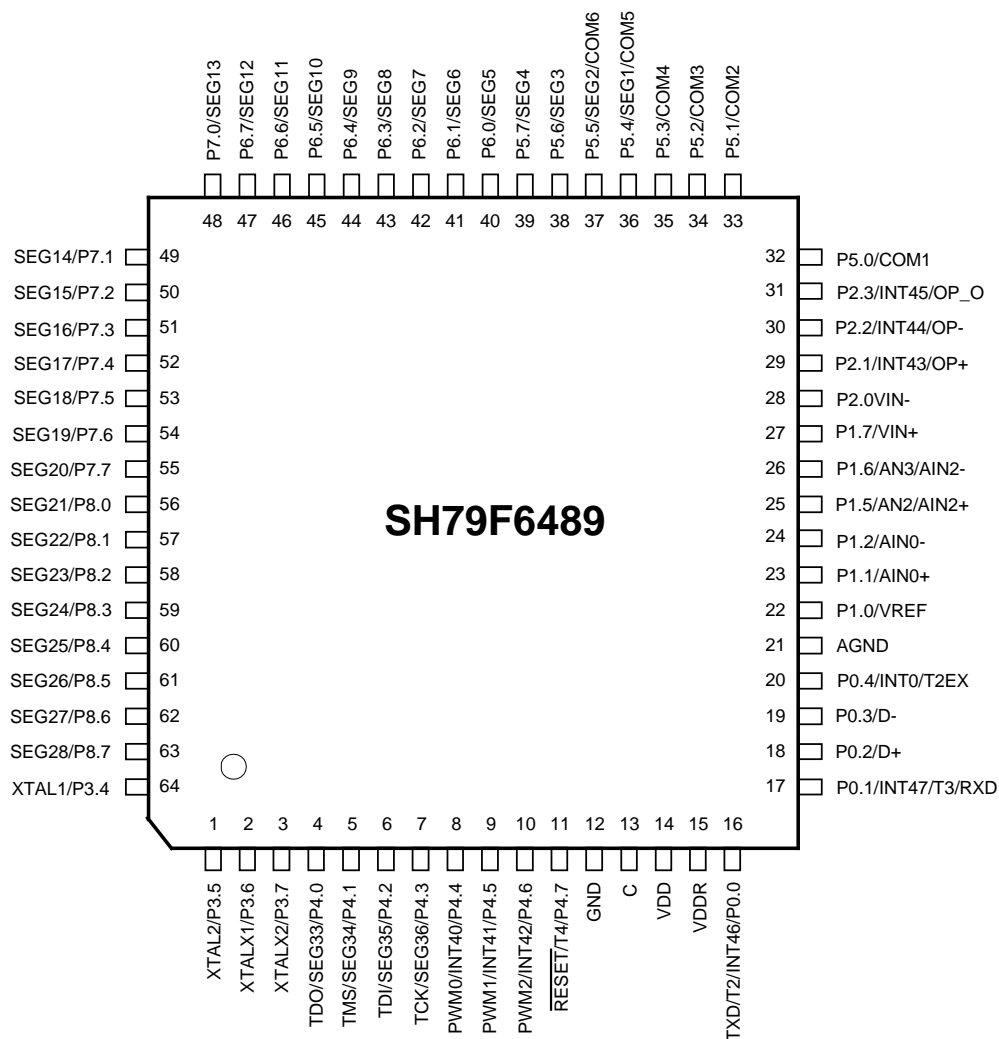 P7.0/SEG13
P6.7/SEG12
P6.6/SEG11
P6.5/SEG10
P6.4/SEG9
P6.3/SEG8
P6.2/SEG7
P6.1/SEG6
P6.0/SEG5
P5.7/SEG4
P5.6/SEG3
P5.5/SEG2/COM6
P5.4/SEG1/COM5
P5.3/COM4
P5.2/COM3
P5.1/COM2
48 47 46 45 44 43 42 41 40 39 38 37 36 35 34 33
SEG14/P7.1 49
SEG15/P7.2 50
SEG16/P7.3 51
SEG17/P7.4 52
SEG18/P7.5 53
SEG19/P7.6 54
SEG20/P7.7 55
SEG21/P8.0 56
SEG22/P8.1 57
SEG23/P8.2 58
SEG24/P8.3 59
SEG25/P8.4 60
SEG26/P8.5 61
SEG27/P8.6 62
SEG28/P8.7 63
XTAL1/P3.4 64
SH79F6489
32 P5.0/COM1
31 P2.3/INT45/OP_O
30 P2.2/INT44/OP-
29 P2.1/INT43/OP+
28 P2.0VIN-
27 P1.7/VIN+
26 P1.6/AN3/AIN2-
25 P1.5/AN2/AIN2+
24 P1.2/AIN0-
23 P1.1/AIN0+
22 P1.0/VREF
21 AGND
20 P0.4/INT0/T2EX
19 P0.3/D-
18 P0.2/D+
17 P0.1/INT47/T3/RXD
1 2 3 4 5 6 7 8 9 10 11 12 13 14 15 16
XTAL2/P3.5
XTALX1/P3.6
XTALX2/P3.7
TDO/SEG33/P4.0
TMS/SEG34/P4.1
TDI/SEG35/P4.2
TCK/SEG36/P4.3
PWM0/INT40/P4.4
PWM1/INT41/P4.5
PWM2/INT42/P4.6
RESET/T4/P4.7
GND
C
VDD
VDDR
TXD/T2/INT46/P0.0